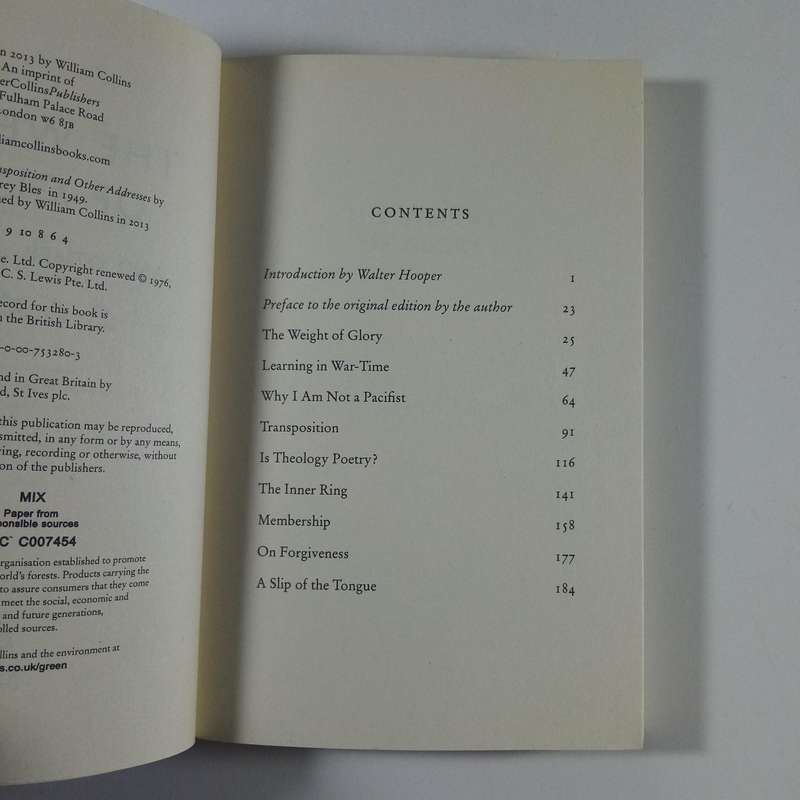 in 2013 by William Collins
An imprint of
erCollinsPublishers
Fulham Palace Road
London W6 8JB
liamcollinsbooks.com
nsposition and Other Addresses by
rey Bles in 1949.
ed by William Collins in 2013
9 10 8 6 4
e. Ltd. Copyright renewed © 1976,
C. S. Lewis Pte. Ltd.
ecord for this book is
the British Library.
-0-00-753280-3
nd in Great Britain by
d, St Ives plc.
this publication may be reproduced,
smitted, in any form or by any means,
ring, recording or otherwise, without
on of the publishers.
MIX
Paper from
ponsible sources
C C007454
rganisation established to promote
orld's forests. Products carrying the
to assure consumers that they come
meet the social, economic and
and future generations,
olled sources.
llins and the environment at
s.co.uk/green
CONTENTS
Introduction by Walter Hooper 1
Preface to the original edition by the author 23
The Weight of Glory 25
Learning in War-Time 47
Why I Am Not a Pacifist 64
Transposition 91
Is Theology Poetry? 116
The Inner Ring 141
Membership 158
On Forgiveness 177
A Slip of the Tongue 184